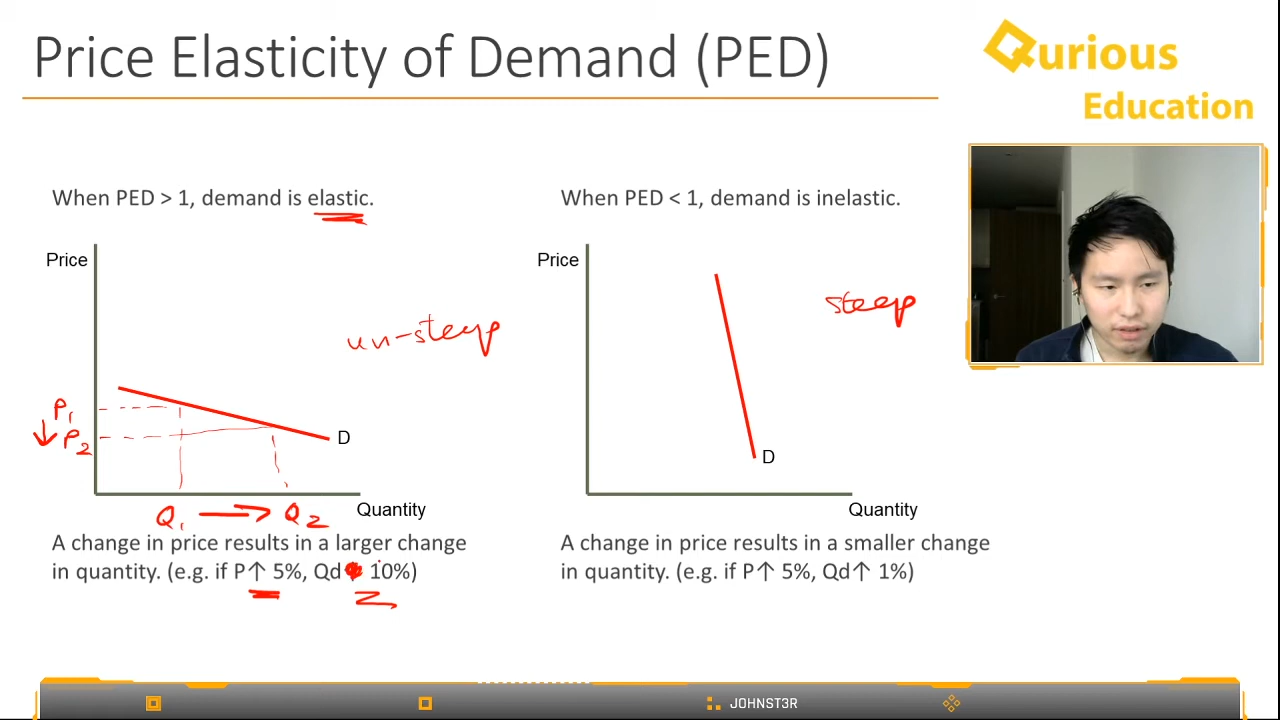 Price Elasticity of Demand (PED)
Qurious
Education
When PED > 1, demand is elastic.
Price
un-steep
P1
↓ P2
D
Q1 → Q2
Quantity
A change in price results in a larger change
in quantity. (e.g. if P↑ 5%, Qd 10%)
When PED < 1, demand is inelastic.
Price
steep
D
Quantity
A change in price results in a smaller change
in quantity. (e.g. if P↑ 5%, Qd↑ 1%)
JOHNST3R